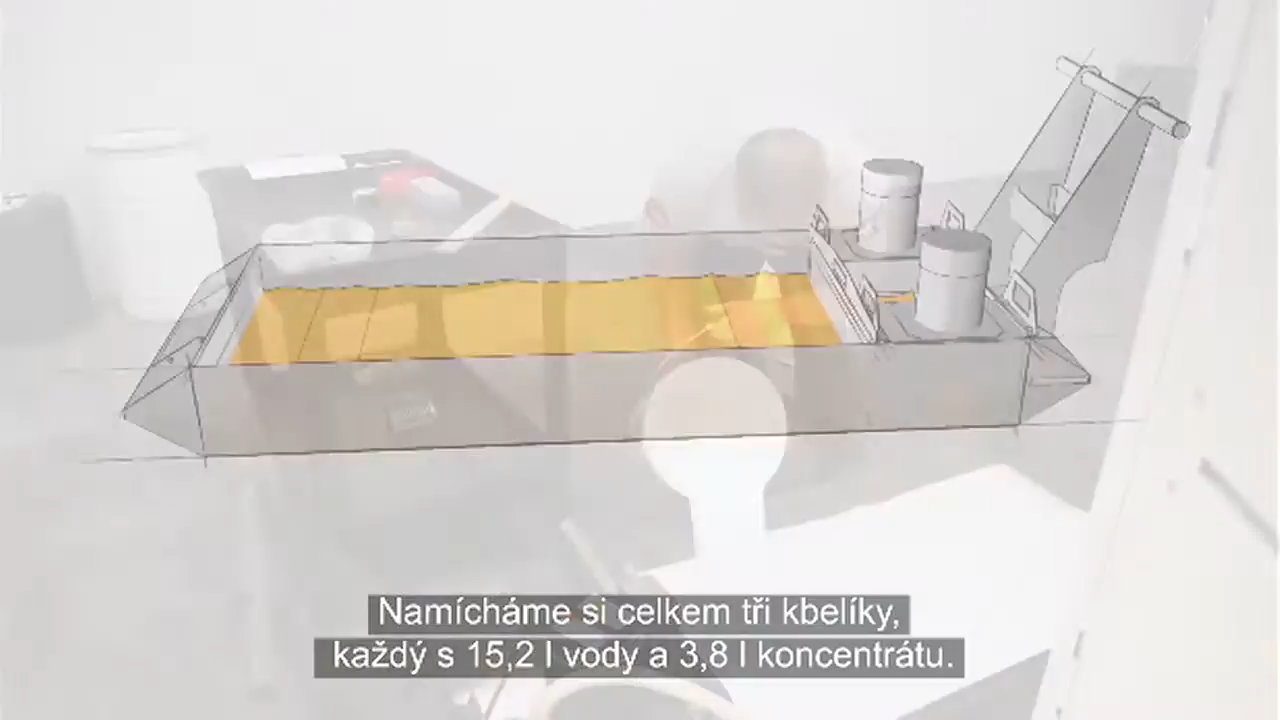 Namícháme si celkem tři kbelíky,
každý s 15,2 l vody a 3,8 l koncentrátu.